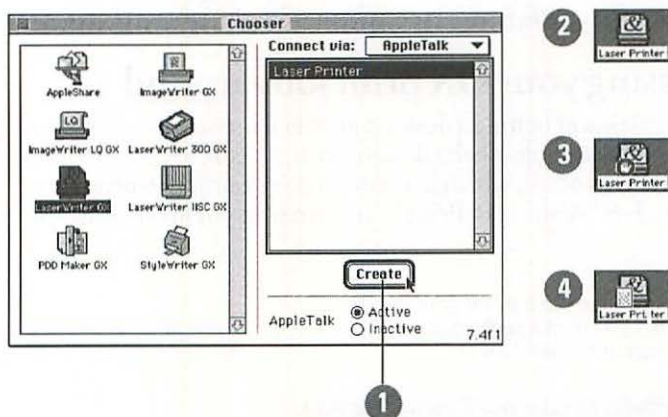 Chooser
Connect via: AppleTalk
AppleShare
ImageWriter GX
ImageWriter LQ GX
LaserWriter 300 GX
LaserWriter GX
LaserWriter IISC GX
PDD Maker GX
StyleWriter GX
Laser Printer
Create
AppleTalk
Active
Inactive
7.4f1
1
2
Laser Printer
3
Laser Printer
4
Laser Printer